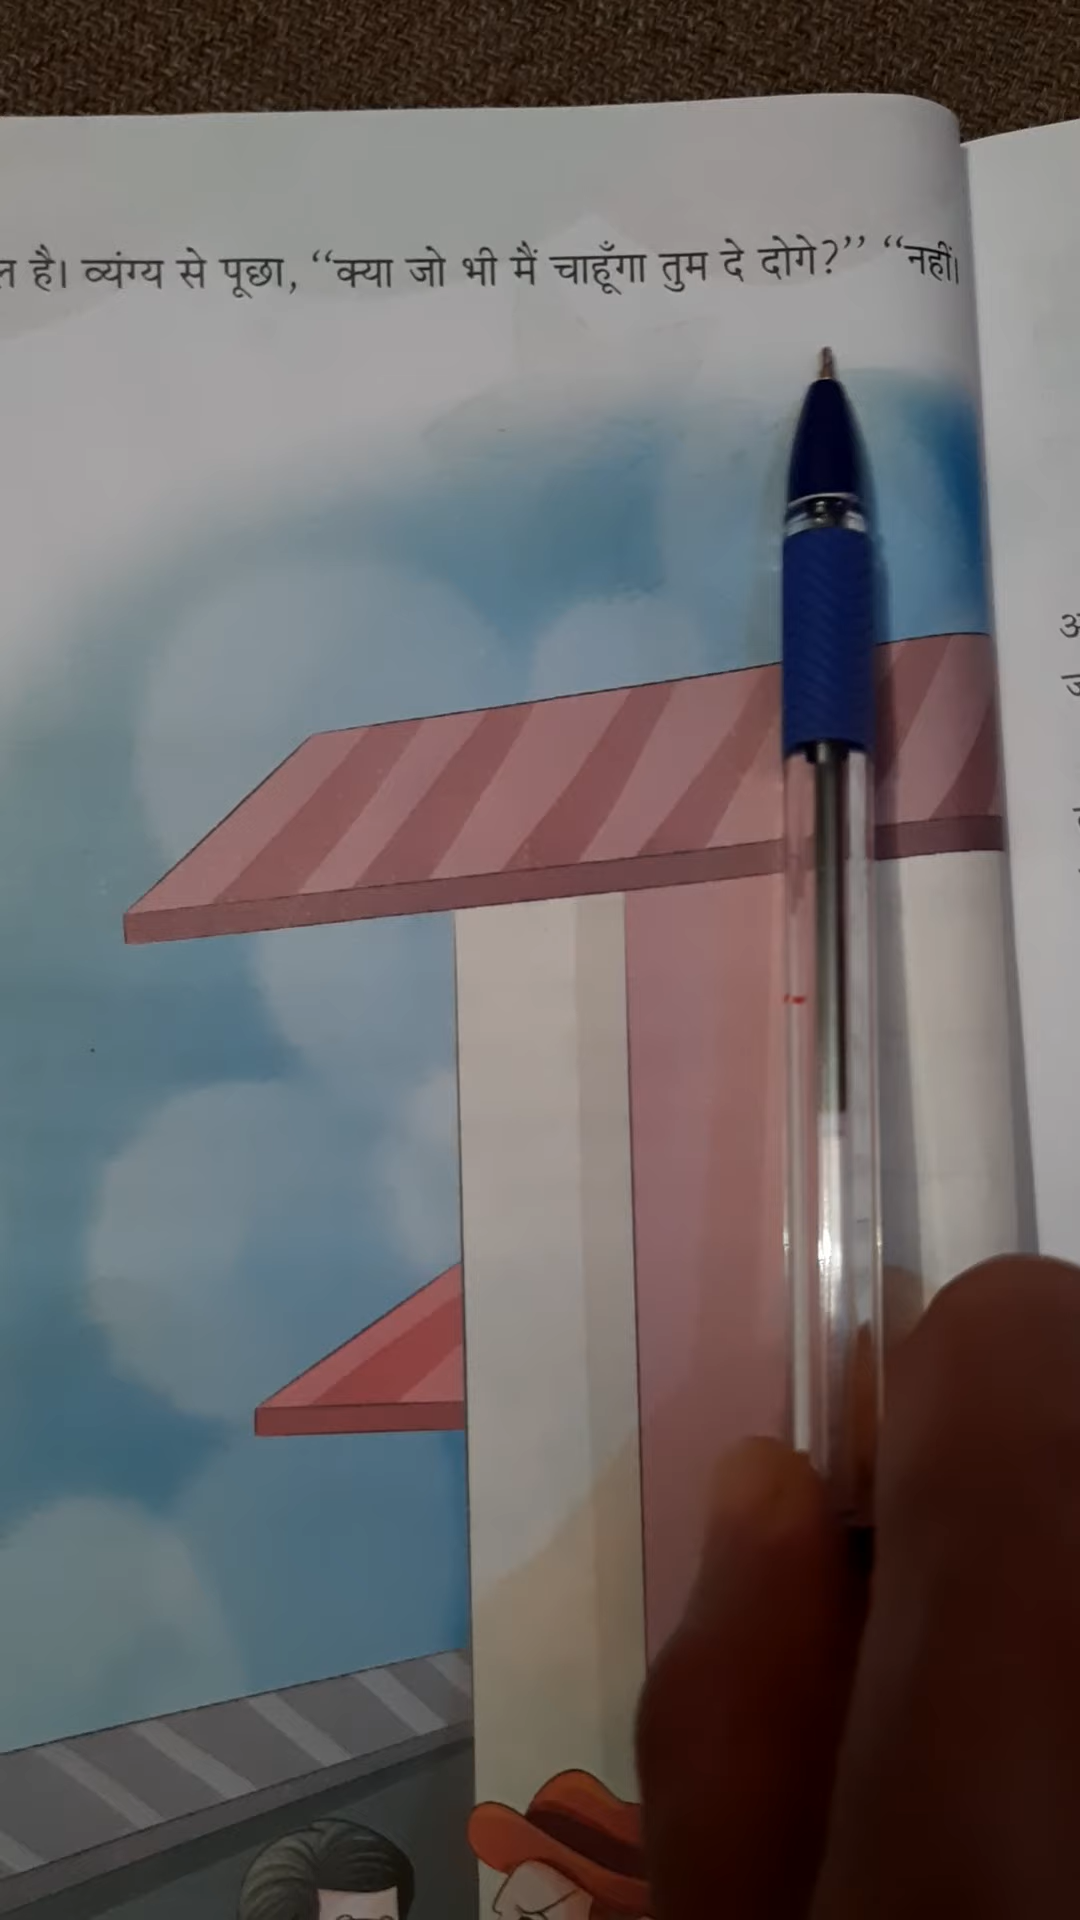 है। व्यंग्य से पूछा, “क्या जो भी मैं चाहूँगा तुम दे दोगे?” “नहीं।